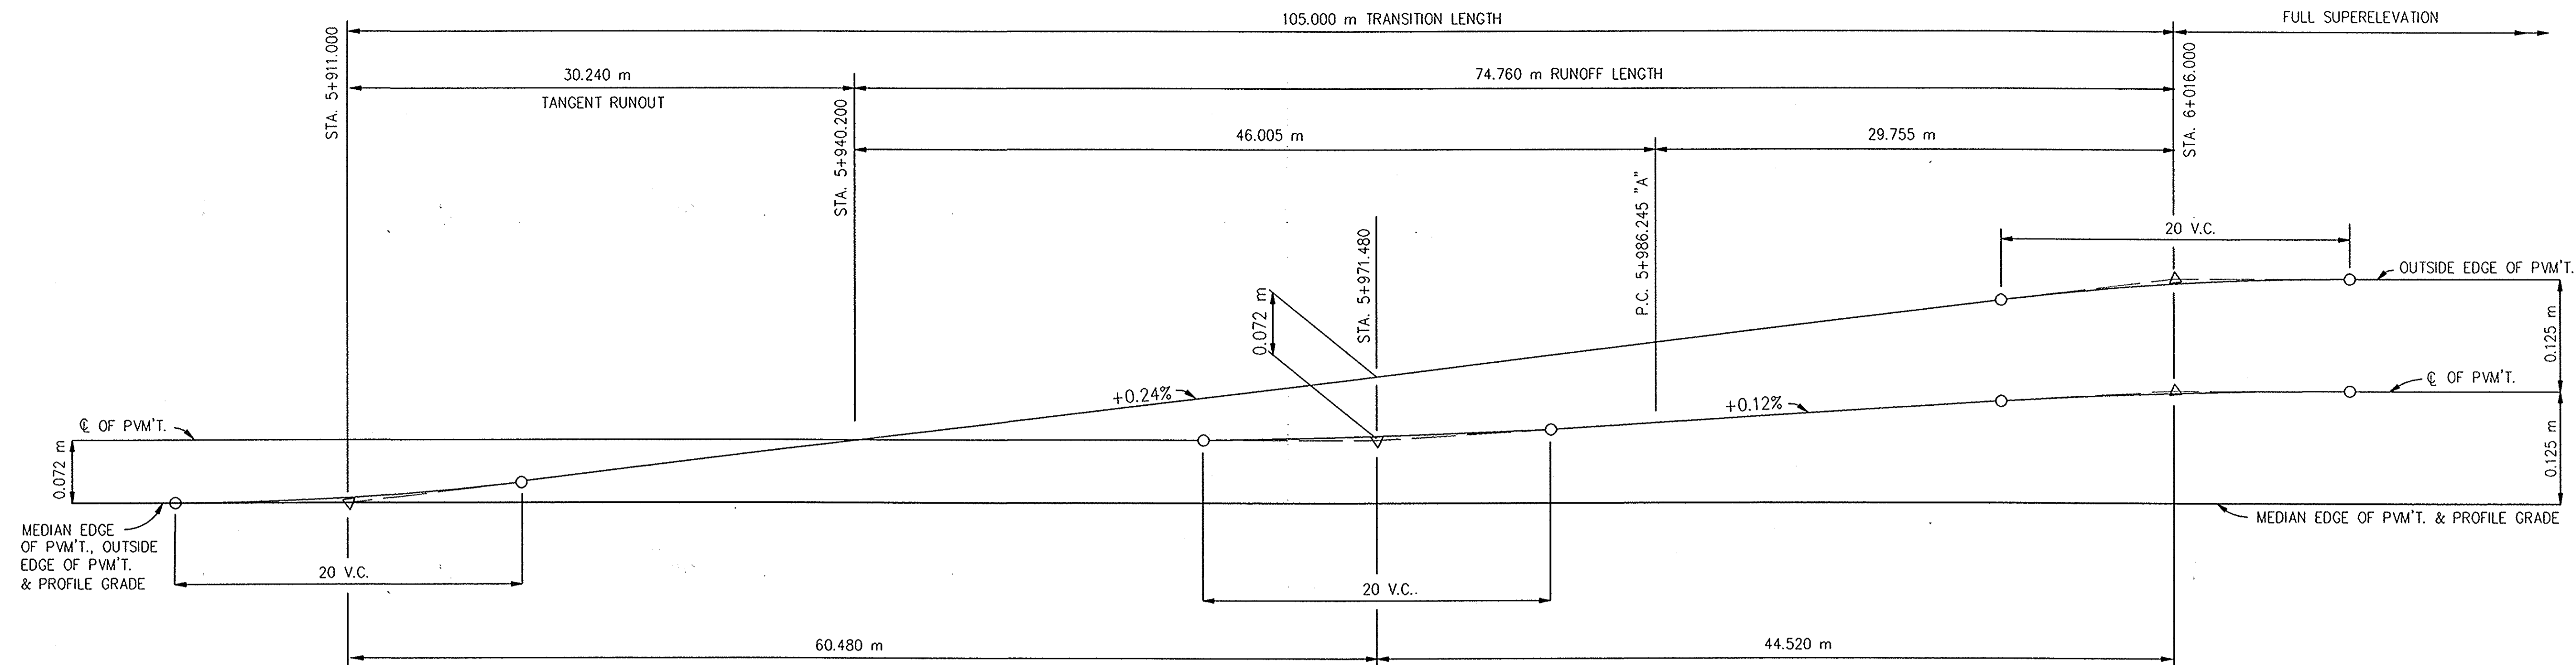 105.000 m TRANSITION LENGTH
FULL SUPERELEVATION
STA. 5+911.000
30.240 m
TANGENT RUNOUT
74.760 m RUNOFF LENGTH
STA. 6+016.000
STA. 5+940.200
46.005 m
29.755 m
P.C. 5+986.245 "A"
20 V.C.
STA. 5+971.480
0.072 m
OUTSIDE EDGE OF PVM'T.
0.125 m
+0.24%
+0.12%
℄ OF PVM'T.
℄ OF PVM'T.
0.072 m
0.125 m
MEDIAN EDGE
OF PVM'T., OUTSIDE
EDGE OF PVM'T.
& PROFILE GRADE
MEDIAN EDGE OF PVM'T. & PROFILE GRADE
20 V.C.
20 V.C..
60.480 m
44.520 m